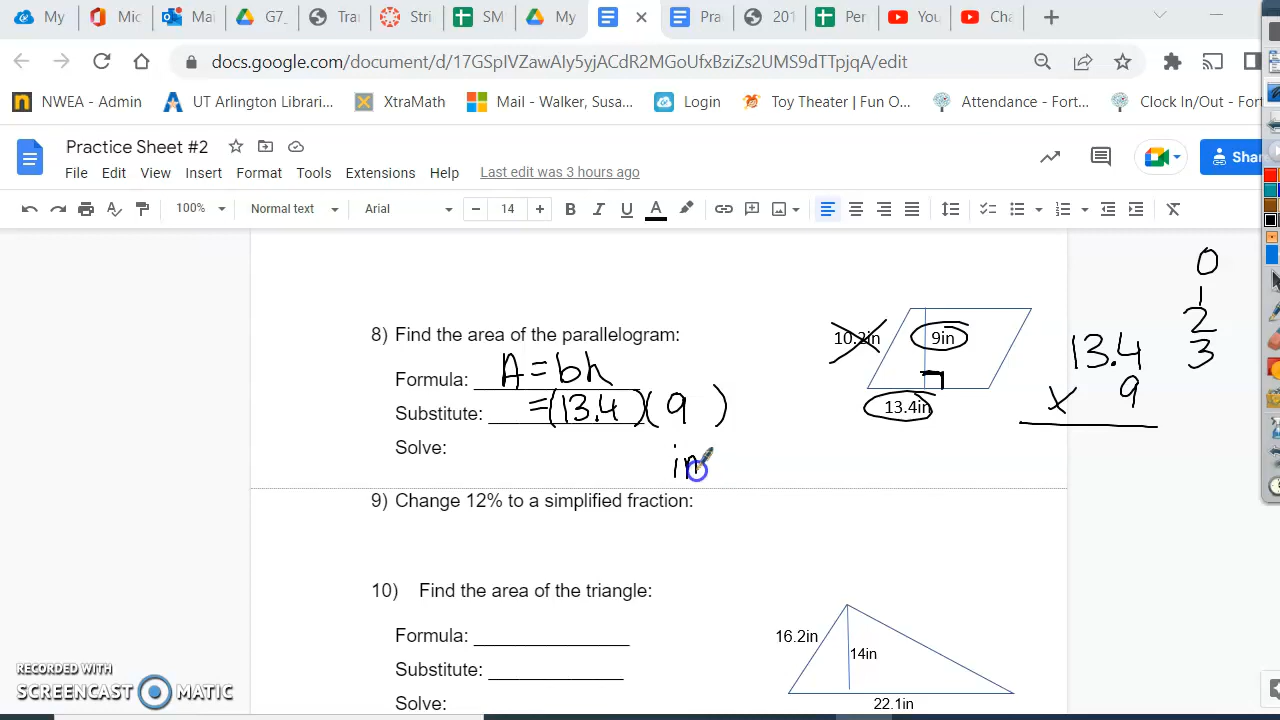 My
Mic
Mai
G7_
Tra
Stri
SM
My
Pra
201
Per
You
Cha
docs.google.com/document/d/17GSpIVZawAIy5yjACdR2MGoUfxBziZs2UMS9dTTpjqA/edit
NWEA - Admin
UT Arlington Librari...
XtraMath
Mail - Walker, Susa...
Login
Toy Theater | Fun O...
Attendance - Fort...
Clock In/Out - Fort
Practice Sheet #2
File Edit View Insert Format Tools Extensions Help Last edit was 3 hours ago
Shar
100% Normal text Arial 14
8) Find the area of the parallelogram:
Formula: A = bh
Substitute: =(13.4)(9)
Solve:
in
10.2in
9in
13.4in
13.4
x 9
0
1
2
3
9) Change 12% to a simplified fraction:
10) Find the area of the triangle:
Formula:
Substitute:
Solve:
16.2in
14in
22.1in
RECORDED WITH
SCREENCAST MATIC